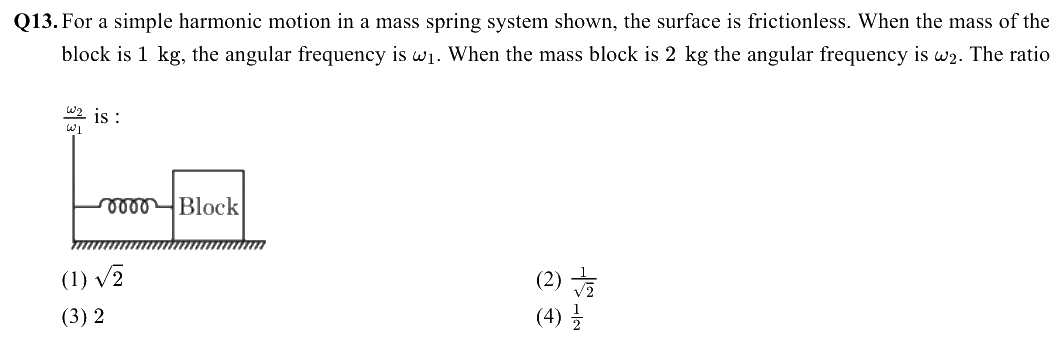 Q13. For a simple harmonic motion in a mass spring system shown, the surface is frictionless. When the mass of the
block is 1 kg, the angular frequency is ω₁. When the mass block is 2 kg the angular frequency is ω₂. The ratio
ω₂/ω₁ is :
Block
(1) √2 (2) 1/√2
(3) 2 (4) 1/2